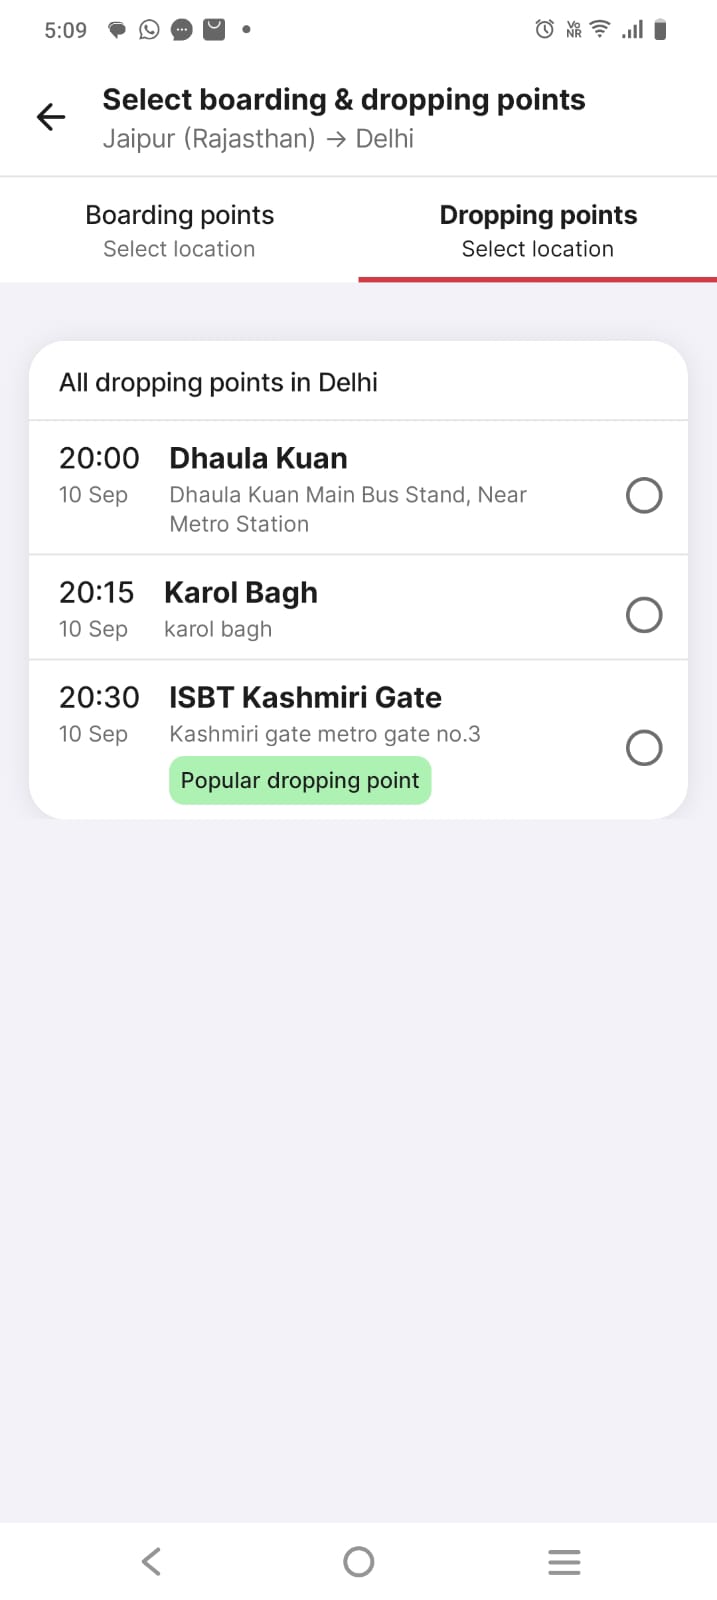 5:09
Vo
NR
Select boarding & dropping points
Jaipur (Rajasthan) → Delhi
Boarding points
Select location
Dropping points
Select location
All dropping points in Delhi
20:00 Dhaula Kuan
10 Sep Dhaula Kuan Main Bus Stand, Near
Metro Station
20:15 Karol Bagh
10 Sep karol bagh
20:30 ISBT Kashmiri Gate
10 Sep Kashmiri gate metro gate no.3
Popular dropping point